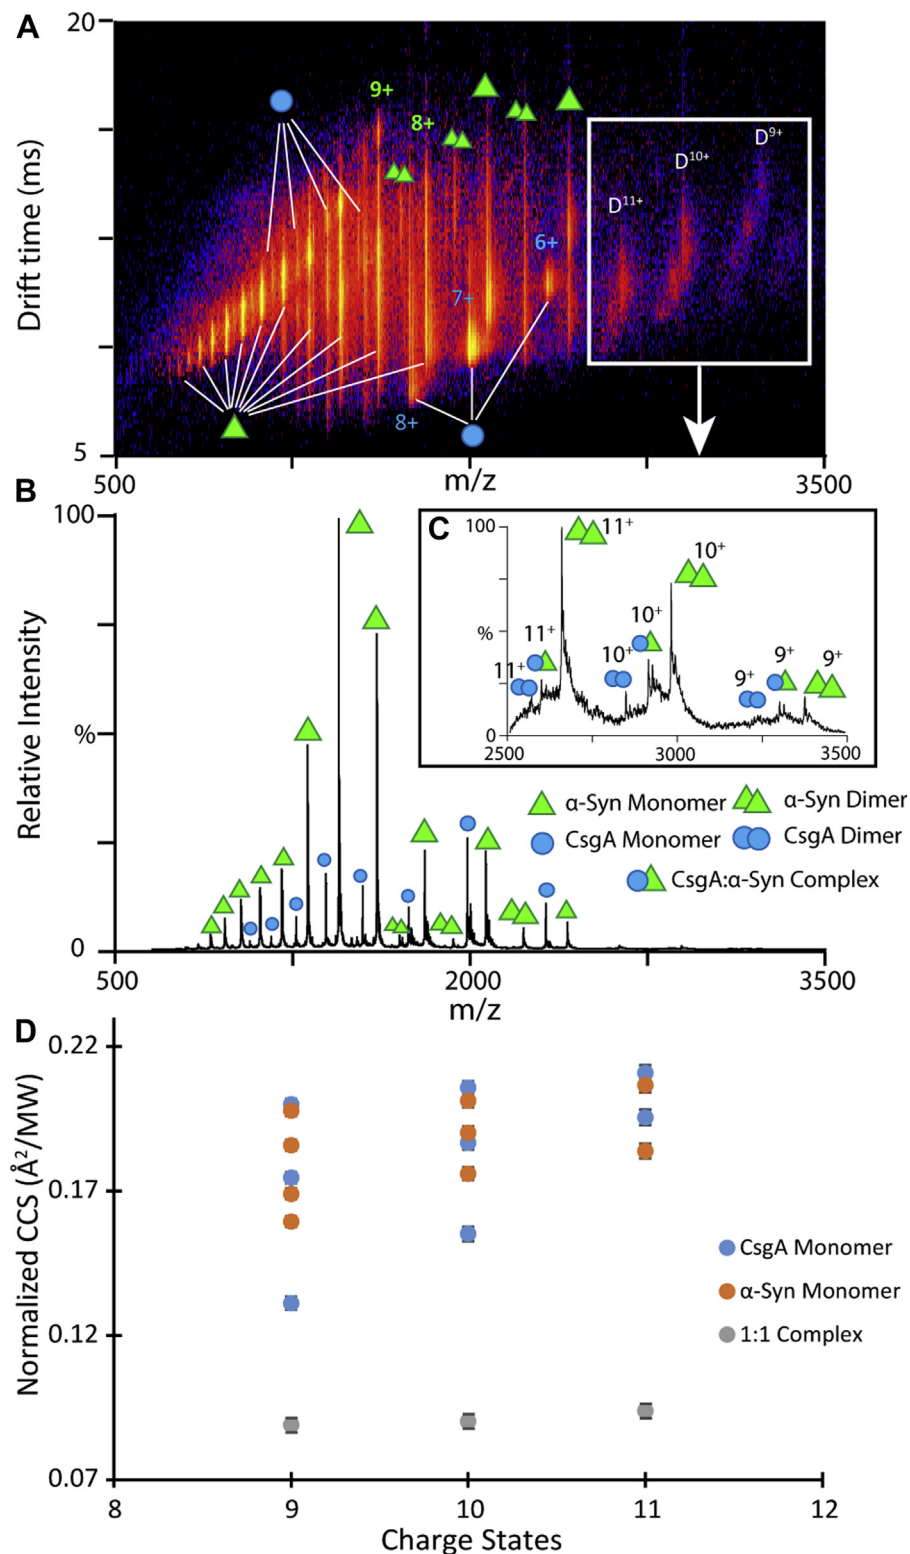 A
20
9+
8+
D⁹⁺
D¹⁰⁺
D¹¹⁺
6+
7+
8+
Drift time (ms)
5
500
m/z
3500
B
100
%
0
Relative Intensity
500
2000
3500
m/z
C
100
%
0
11⁺
10⁺
11⁺
10⁺
11⁺
10⁺
9⁺
9⁺
9⁺
2500
3000
3500
α-Syn Monomer
α-Syn Dimer
CsgA Monomer
CsgA Dimer
CsgA:α-Syn Complex
D
0.22
0.17
0.12
0.07
Normalized CCS (Å²/MW)
CsgA Monomer
α-Syn Monomer
1:1 Complex
8
9
10
11
12
Charge States